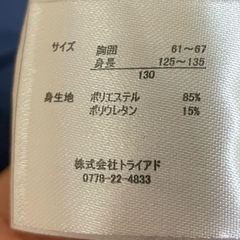 サイズ 胸囲 61～67
身長 125～135
130
身生地 ポリエステル 85%
ポリウレタン 15%
株式会社トライアド
0778-22-4833